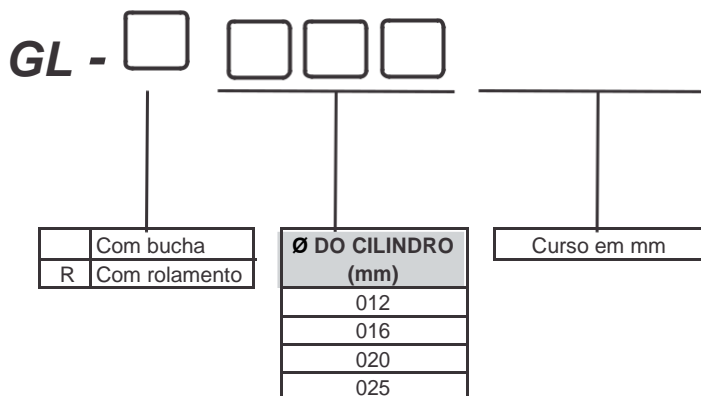 GL -
Com bucha
R Com rolamento
Ø DO CILINDRO
(mm)
012
016
020
025
Curso em mm